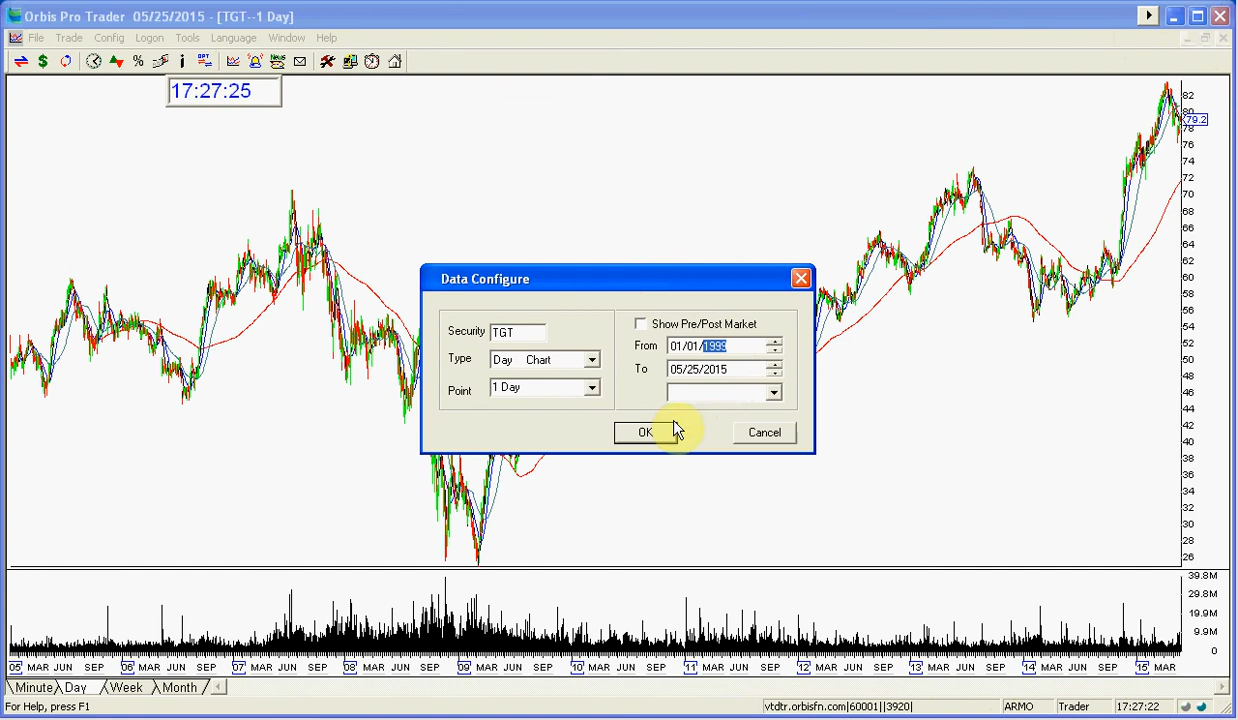 Orbis Pro Trader 05/25/2015 - [TGT--1 Day]
File Trade Config Logon Tools Language Window Help
17:27:25
82
79.2
78
76
74
72
70
68
66
64
62
60
58
56
54
52
50
48
46
44
42
40
38
36
34
32
30
28
26
Data Configure
Security TGT
Type Day Chart
Point 1 Day
Show Pre/Post Market
From 01/01/1999
To 05/25/2015
OK Cancel
39.8M
29.8M
19.9M
9.9M
0
05 MAR JUN SEP 06 MAR JUN SEP 07 MAR JUN SEP 08 MAR JUN SEP 09 MAR JUN SEP 10 MAR JUN SEP 11 MAR JUN SEP 12 MAR JUN SEP 13 MAR JUN SEP 14 MAR JUN SEP 15 MAR
Minute Day Week Month
For Help, press F1 vtdtr.orbisfn.com|60001||3920| ARMO Trader 17:27:22